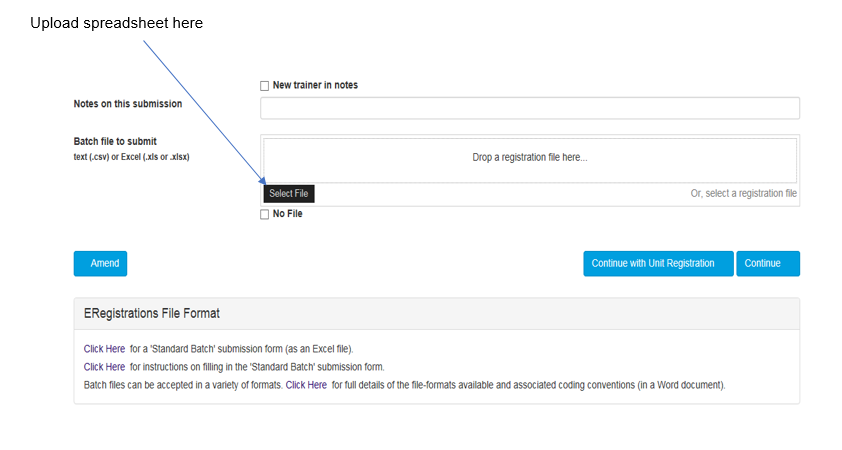 Upload spreadsheet here
New trainer in notes
Notes on this submission
Batch file to submit
text (.csv) or Excel (.xls or .xlsx)
Drop a registration file here...
Select File
Or, select a registration file
No File
Amend
Continue with Unit Registration
Continue
ERegistrations File Format
Click Here for a 'Standard Batch' submission form (as an Excel file).
Click Here for instructions on filling in the 'Standard Batch' submission form.
Batch files can be accepted in a variety of formats. Click Here for full details of the file-formats available and associated coding conventions (in a Word document).